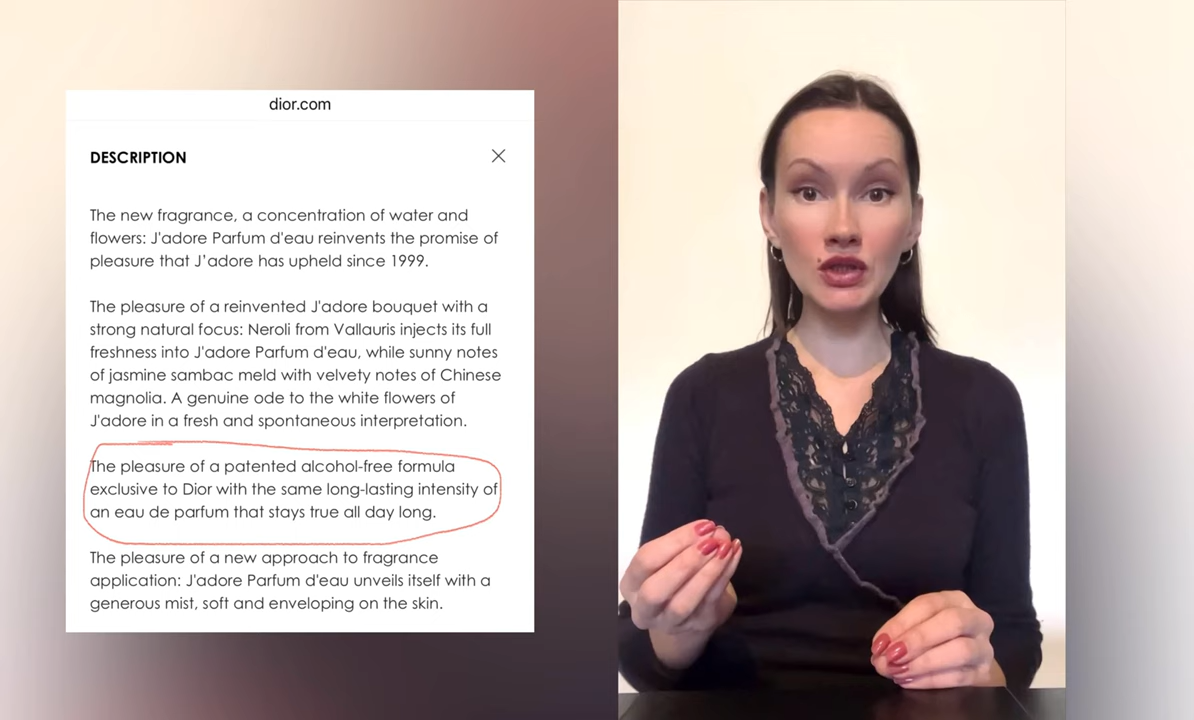 dior.com
DESCRIPTION
The new fragrance, a concentration of water and
flowers: J'adore Parfum d'eau reinvents the promise of
pleasure that J’adore has upheld since 1999.
The pleasure of a reinvented J'adore bouquet with a
strong natural focus: Neroli from Vallauris injects its full
freshness into J'adore Parfum d'eau, while sunny notes
of jasmine sambac meld with velvety notes of Chinese
magnolia. A genuine ode to the white flowers of
J'adore in a fresh and spontaneous interpretation.
The pleasure of a patented alcohol-free formula
exclusive to Dior with the same long-lasting intensity of
an eau de parfum that stays true all day long.
The pleasure of a new approach to fragrance
application: J'adore Parfum d'eau unveils itself with a
generous mist, soft and enveloping on the skin.